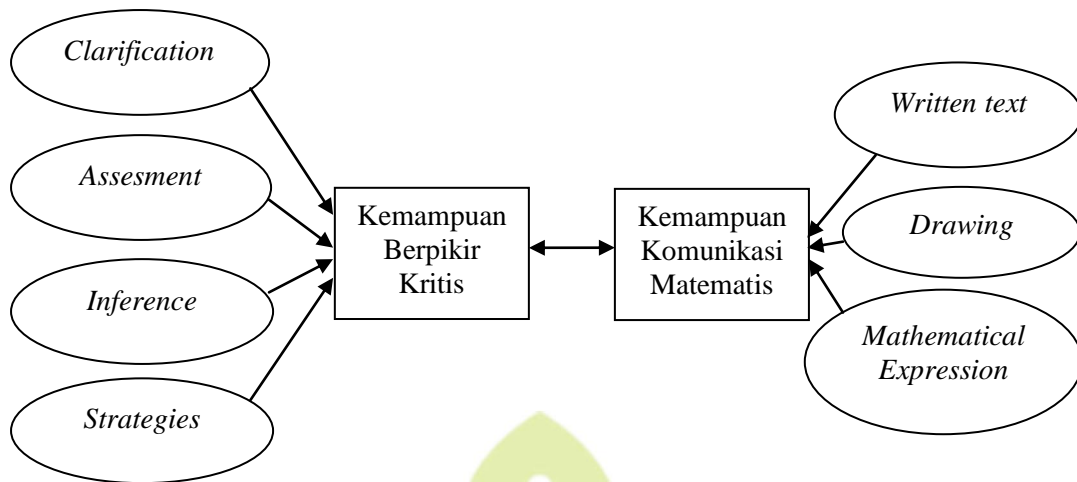 Clarification
Assesment
Inference
Strategies
Kemampuan
Berpikir
Kritis
Kemampuan
Komunikasi
Matematis
Written text
Drawing
Mathematical
Expression